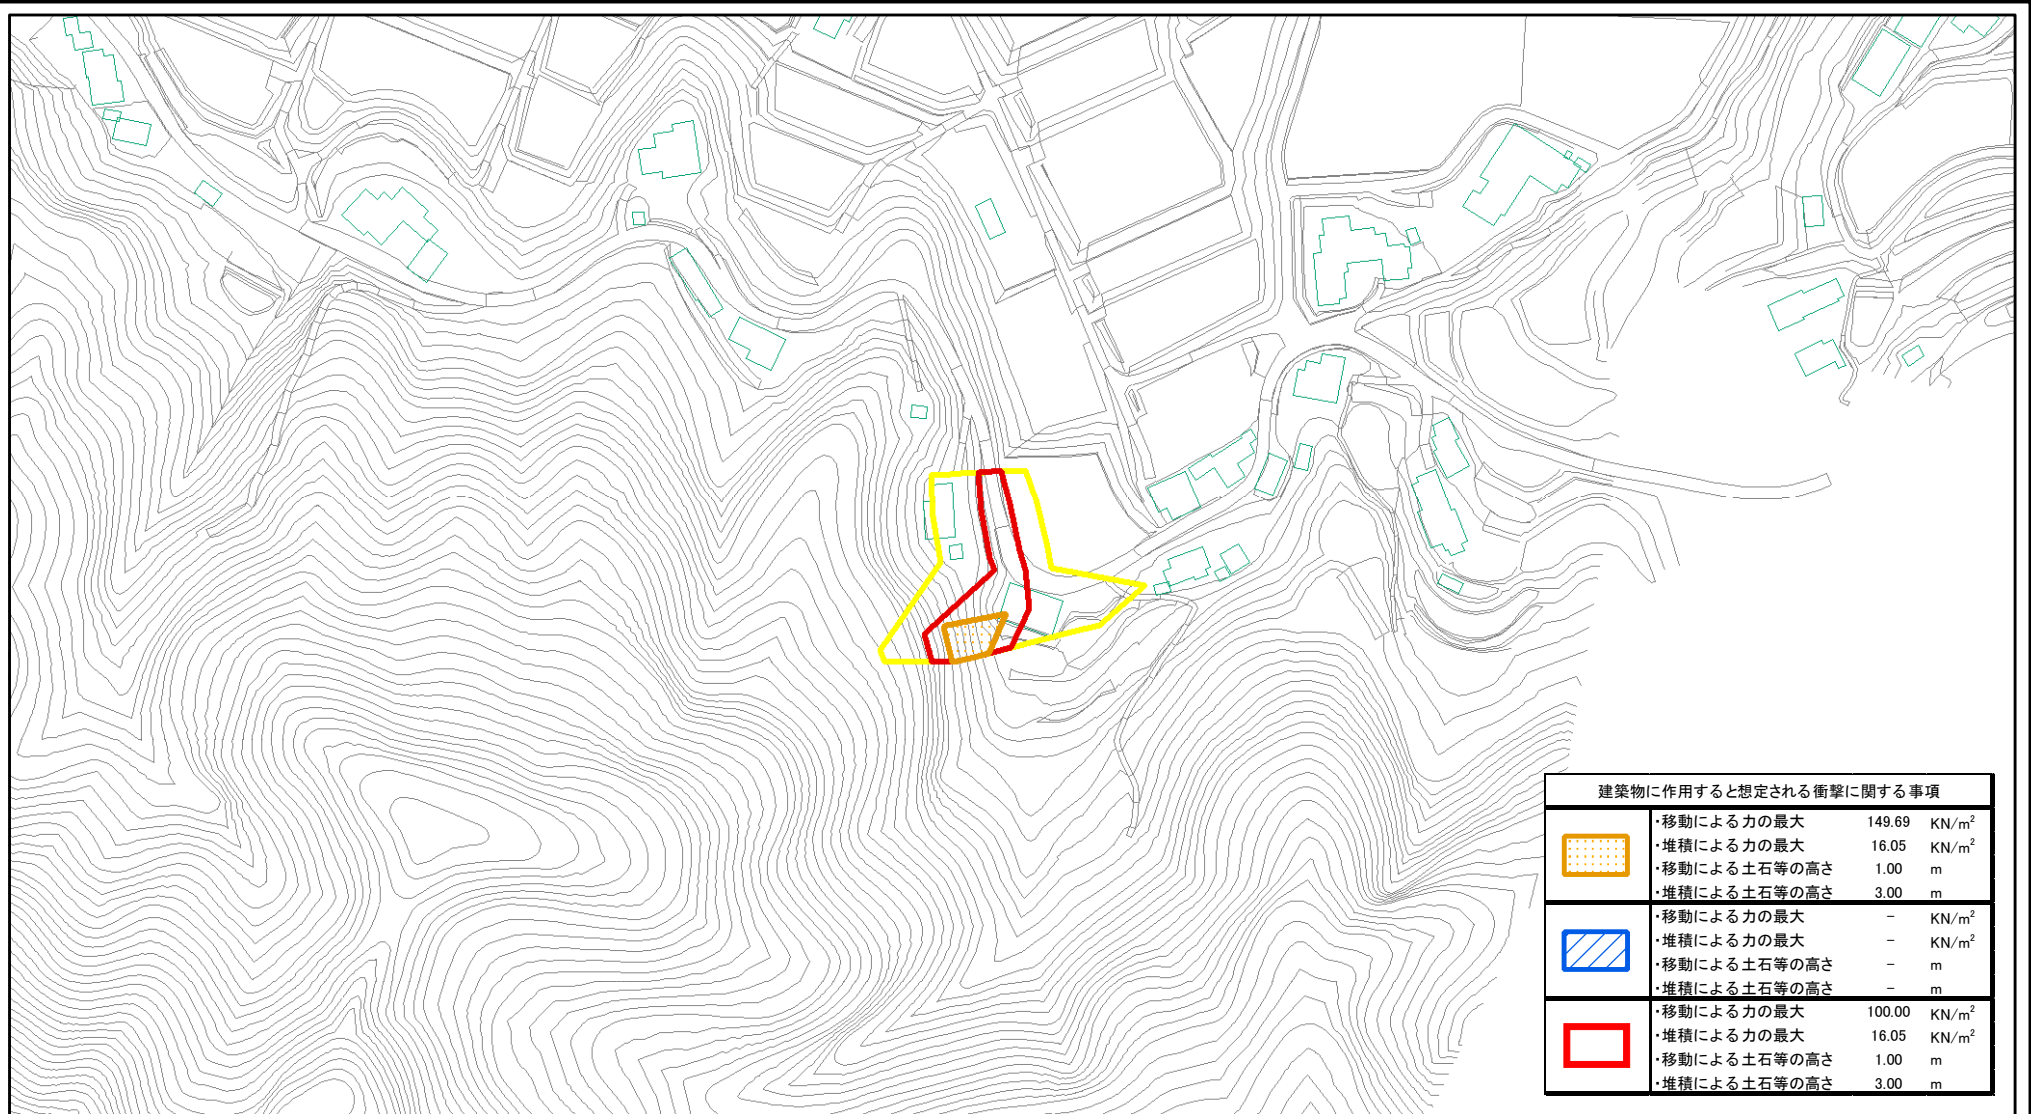 建築物に作用すると想定される衝撃に関する事項
・移動による力の最大 149.69 KN/m²
・堆積による力の最大 16.05 KN/m²
・移動による土石等の高さ 1.00 m
・堆積による土石等の高さ 3.00 m
・移動による力の最大 － KN/m²
・堆積による力の最大 － KN/m²
・移動による土石等の高さ － m
・堆積による土石等の高さ － m
・移動による力の最大 100.00 KN/m²
・堆積による力の最大 16.05 KN/m²
・移動による土石等の高さ 1.00 m
・堆積による土石等の高さ 3.00 m